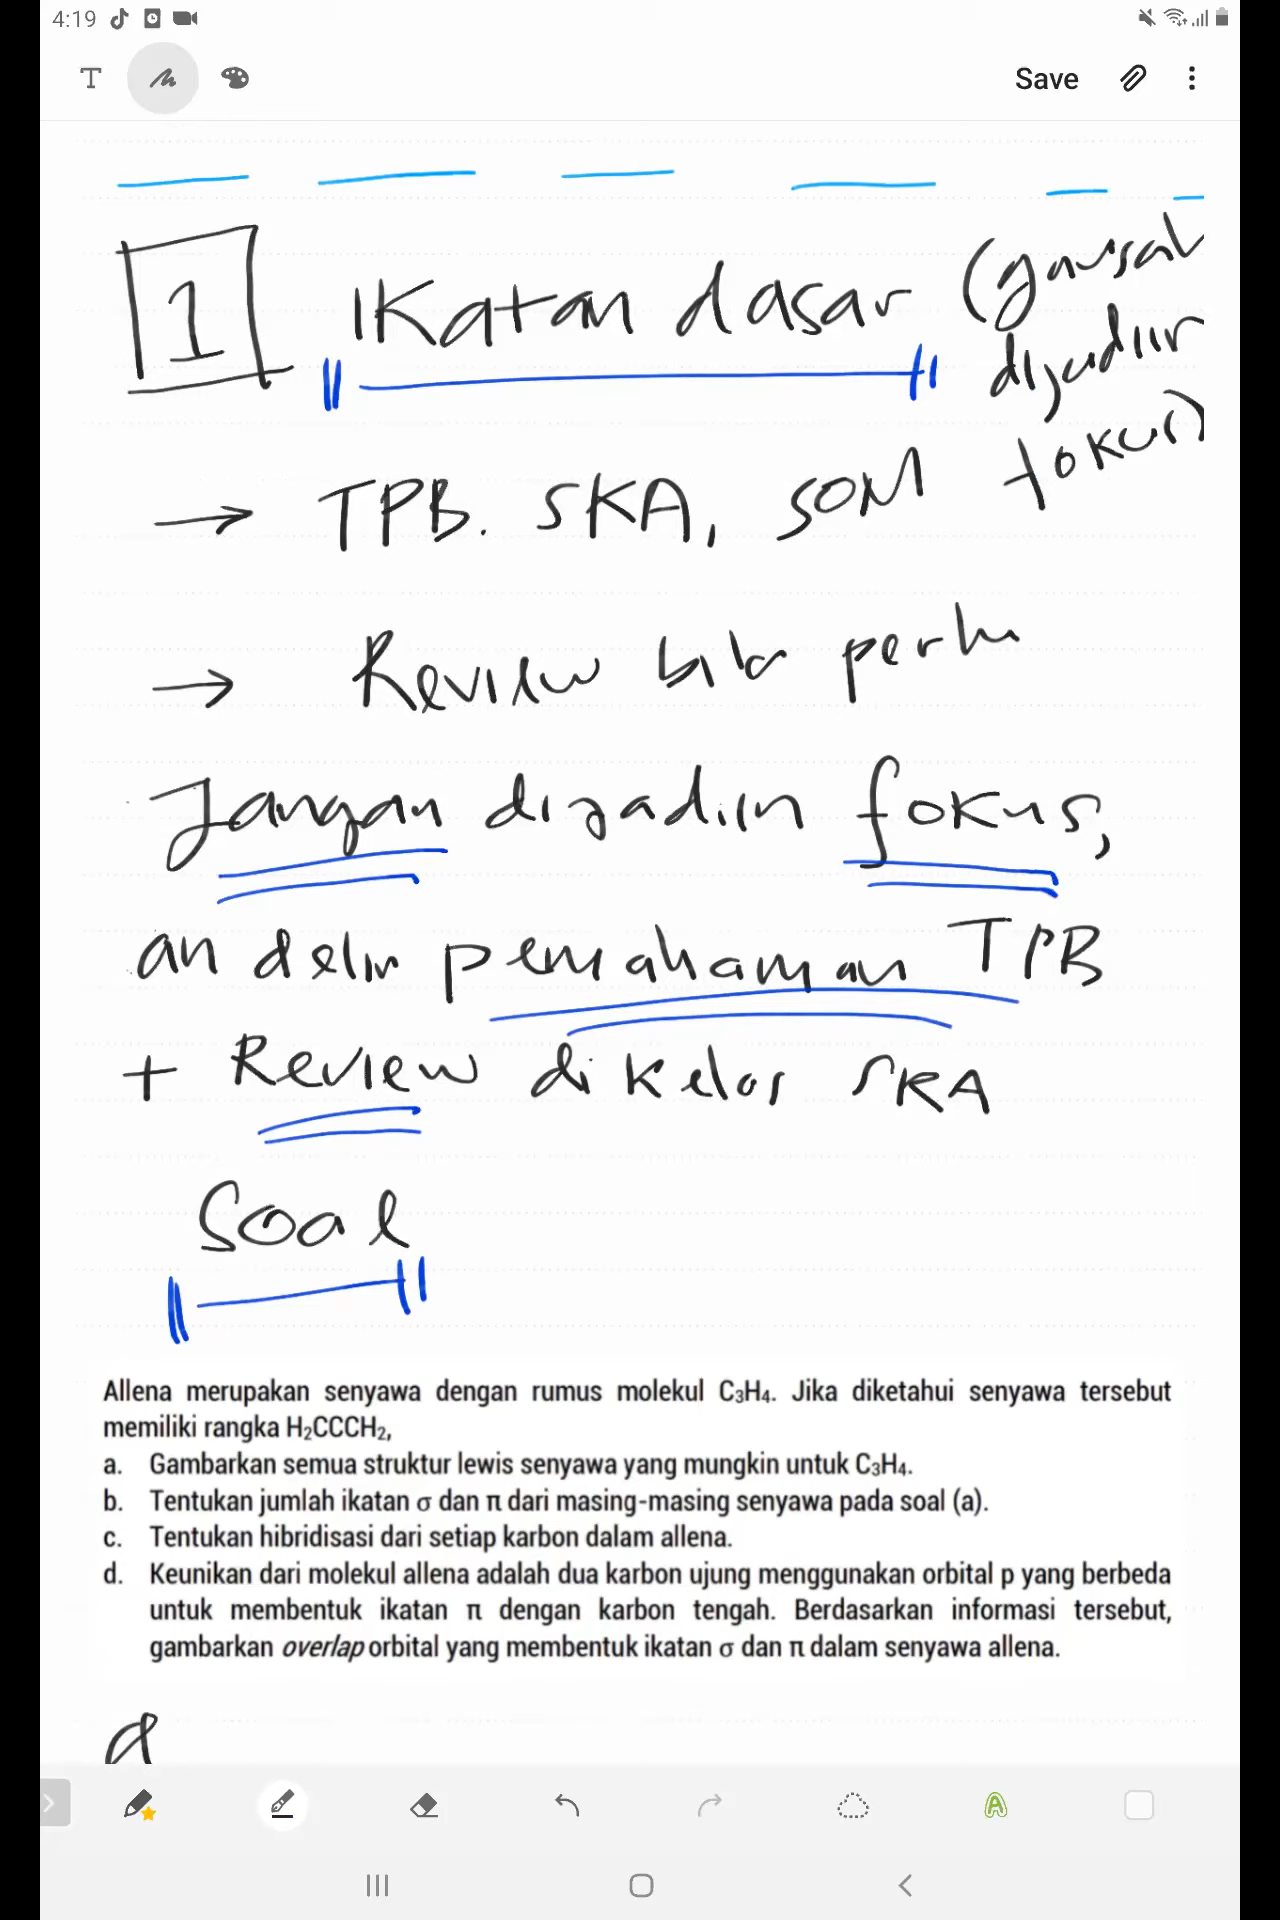 4:19
T
Save
1 Ikatan dasar (gausah
dijadiin
fokus)
→ TPB. SKA, SOM
→ Review bila perlu
Jangan dijadiin fokus,
andelin pemahaman TPB
+ Review di kelas SKA
Soal
Allena merupakan senyawa dengan rumus molekul C₃H₄. Jika diketahui senyawa tersebut
memiliki rangka H₂CCCH₂,
a. Gambarkan semua struktur lewis senyawa yang mungkin untuk C₃H₄.
b. Tentukan jumlah ikatan σ dan π dari masing-masing senyawa pada soal (a).
c. Tentukan hibridisasi dari setiap karbon dalam allena.
d. Keunikan dari molekul allena adalah dua karbon ujung menggunakan orbital p yang berbeda
untuk membentuk ikatan π dengan karbon tengah. Berdasarkan informasi tersebut,
gambarkan overlap orbital yang membentuk ikatan σ dan π dalam senyawa allena.
a
A